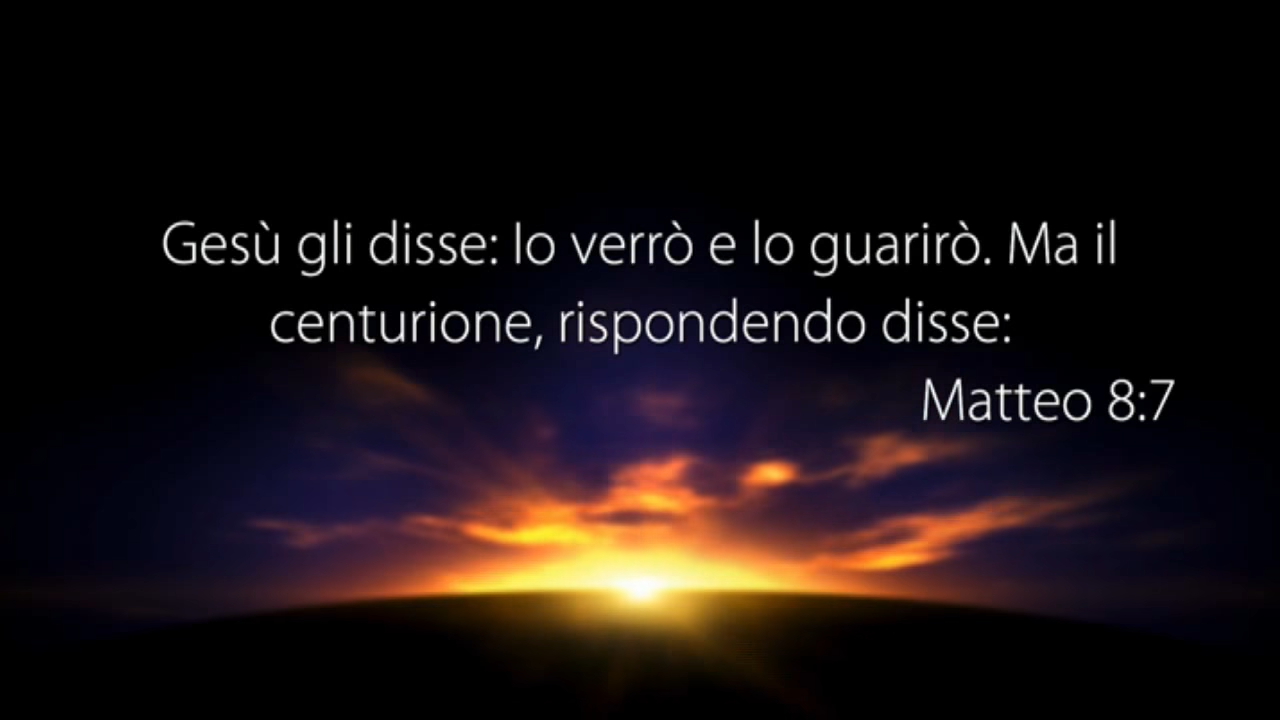 Gesù gli disse: Io verrò e lo guarirò. Ma il
centurione, rispondendo disse:
Matteo 8:7